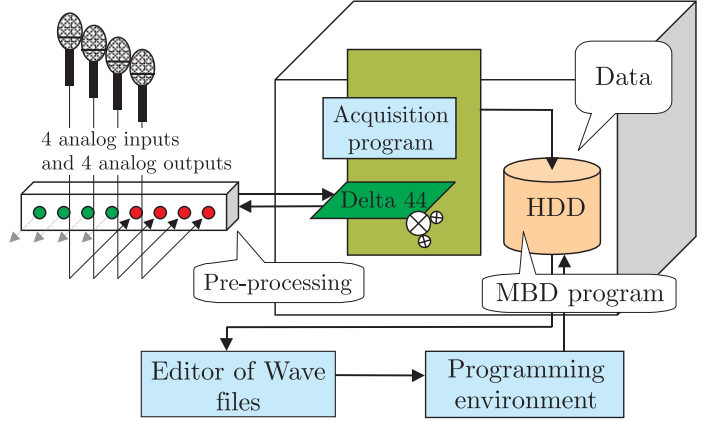 4 analog inputs
and 4 analog outputs
Acquisition
program
Data
Delta 44
HDD
Pre-processing
MBD program
Editor of Wave
files
Programming
environment